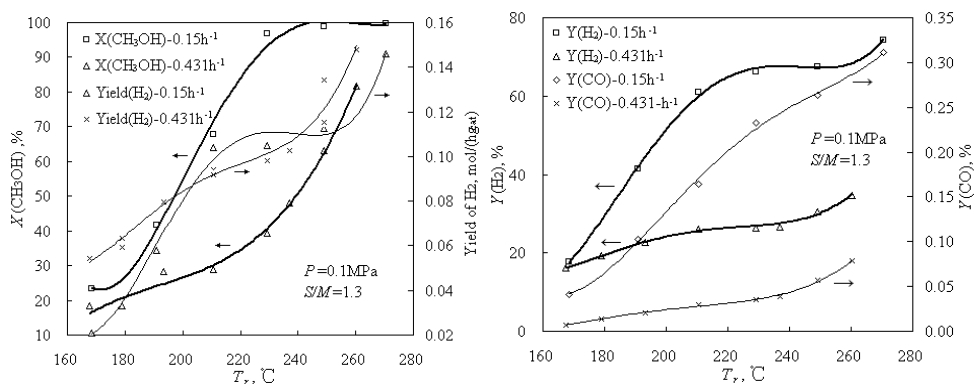 X(CH₃OH)-0.15h⁻¹
X(CH₃OH)-0.431h⁻¹
Yield(H₂)-0.15h⁻¹
Yield(H₂)-0.431h⁻¹
X(CH3OH), %
100
90
80
70
60
50
40
30
20
10
0.16
0.14
0.12
0.10
0.08
0.06
0.04
0.02
Yield of H2, mol/(hgcat)
P=0.1MPa
S/M=1.3
160 180 200 220 240 260 280
Tr, ℃
Y(H₂)-0.15h⁻¹
Y(H₂)-0.431h⁻¹
Y(CO)-0.15h⁻¹
Y(CO)-0.431-h⁻¹
Y(H2), %
80
60
40
20
0
0.35
0.30
0.25
0.20
0.15
0.10
0.05
0.00
Y(CO), %
P=0.1MPa
S/M=1.3
160 180 200 220 240 260 280
Tr, ℃